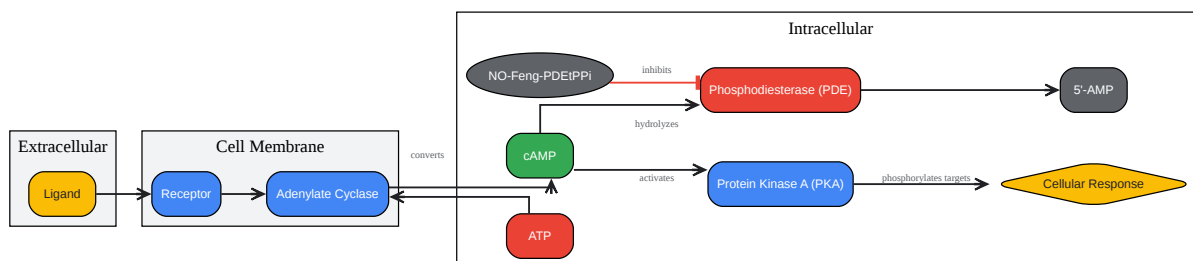 Intracellular
NO-Feng-PDEtPPi
inhibits
Phosphodiesterase (PDE)
5'-AMP
hydrolyzes
Extracellular
Cell Membrane
converts
cAMP
activates
Protein Kinase A (PKA)
phosphorylates targets
Cellular Response
Ligand
Receptor
Adenylate Cyclase
ATP